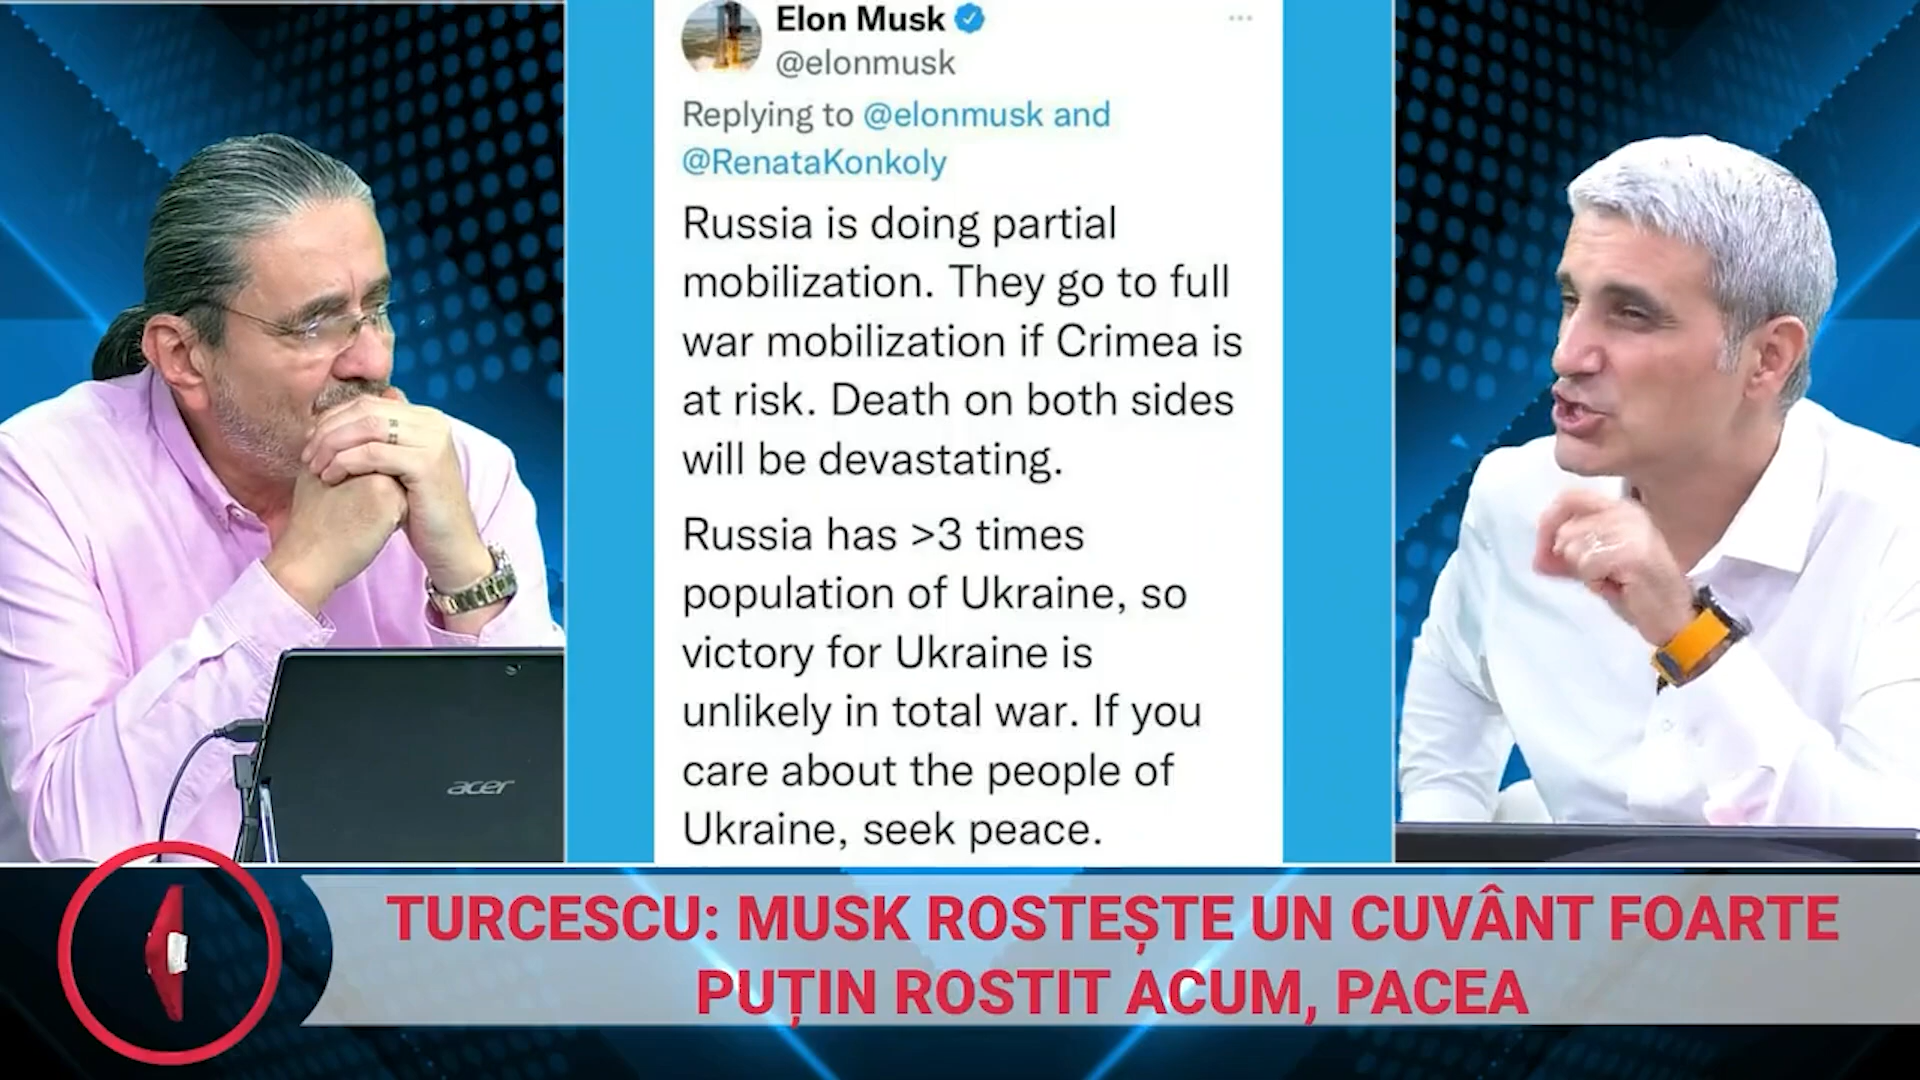 Elon Musk
@elonmusk
Replying to @elonmusk and
@RenataKonkoly
Russia is doing partial
mobilization. They go to full
war mobilization if Crimea is
at risk. Death on both sides
will be devastating.
Russia has >3 times
population of Ukraine, so
victory for Ukraine is
unlikely in total war. If you
care about the people of
Ukraine, seek peace.
acer
TURCESCU: MUSK ROSTEȘTE UN CUVÂNT FOARTE
PUȚIN ROSTIT ACUM, PACEA